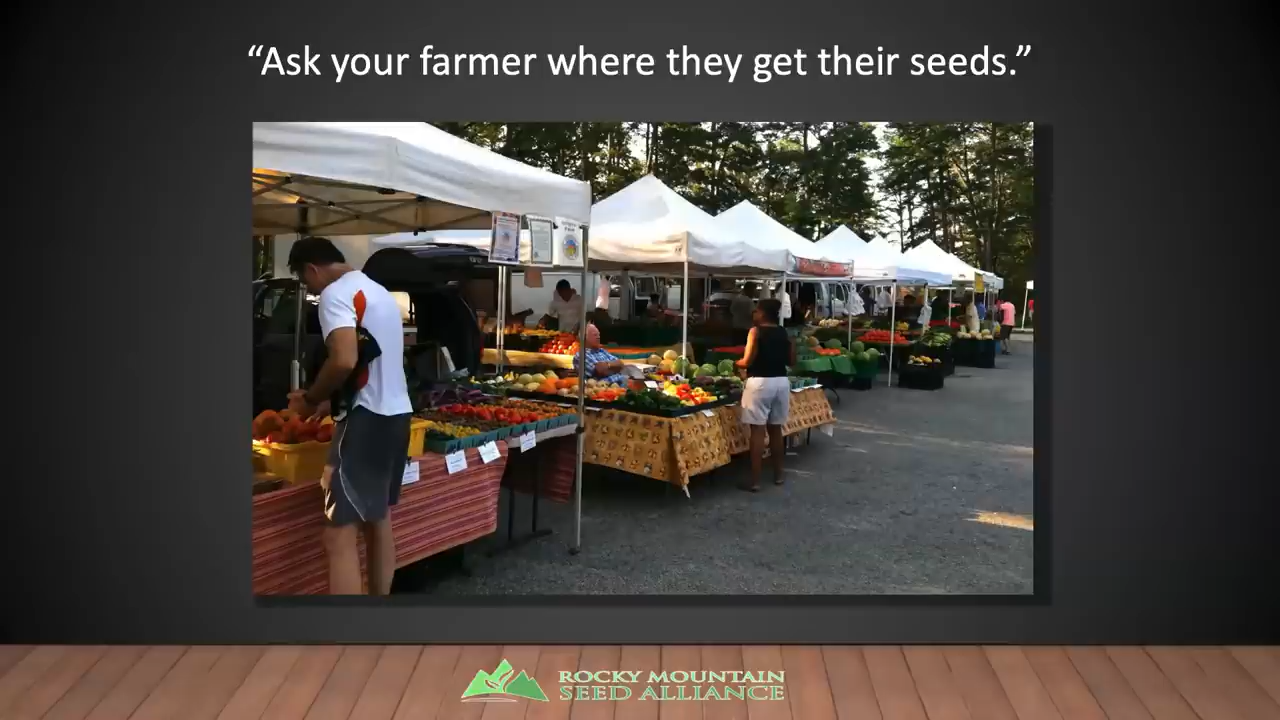 “Ask your farmer where they get their seeds.”
ROCKY MOUNTAIN
SEED ALLIANCE